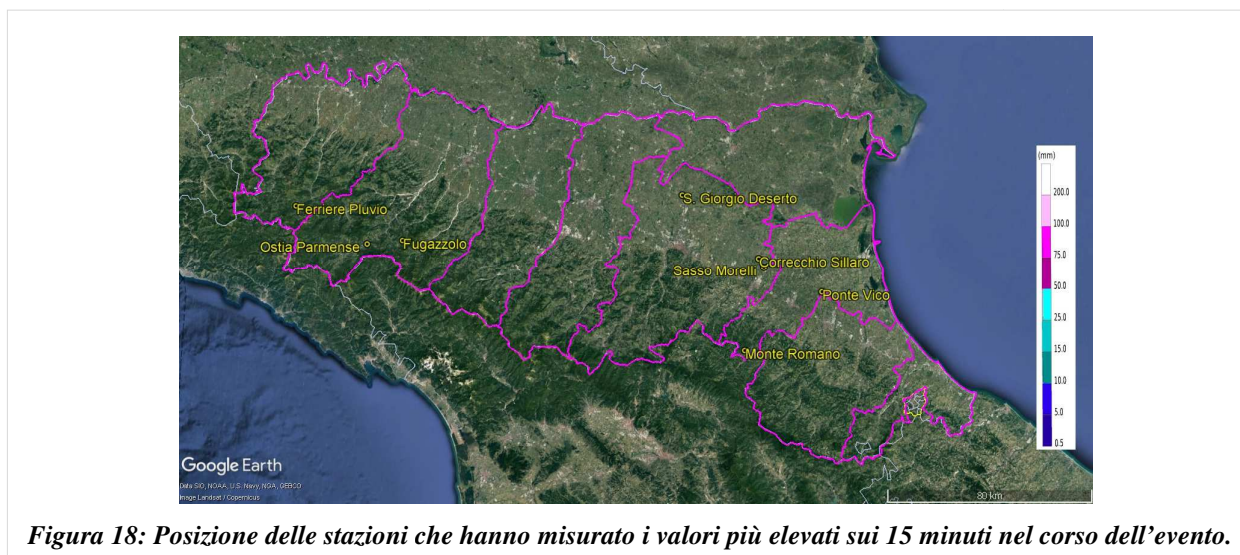 (mm)
200.0
100.0
75.0
50.0
25.0
15.0
10.0
5.0
0.5
S. Giorgio Deserto
Ferriere Pluvio
Ostia Parmense
Fugazzolo
Sasso Morelli
Correcchio Sillaro
Ponte Vico
Monte Romano
Google Earth
Data SIO, NOAA, U.S. Navy, NGA, GEBCO
Image Landsat / Copernicus
80 km
Figura 18: Posizione delle stazioni che hanno misurato i valori più elevati sui 15 minuti nel corso dell'evento.